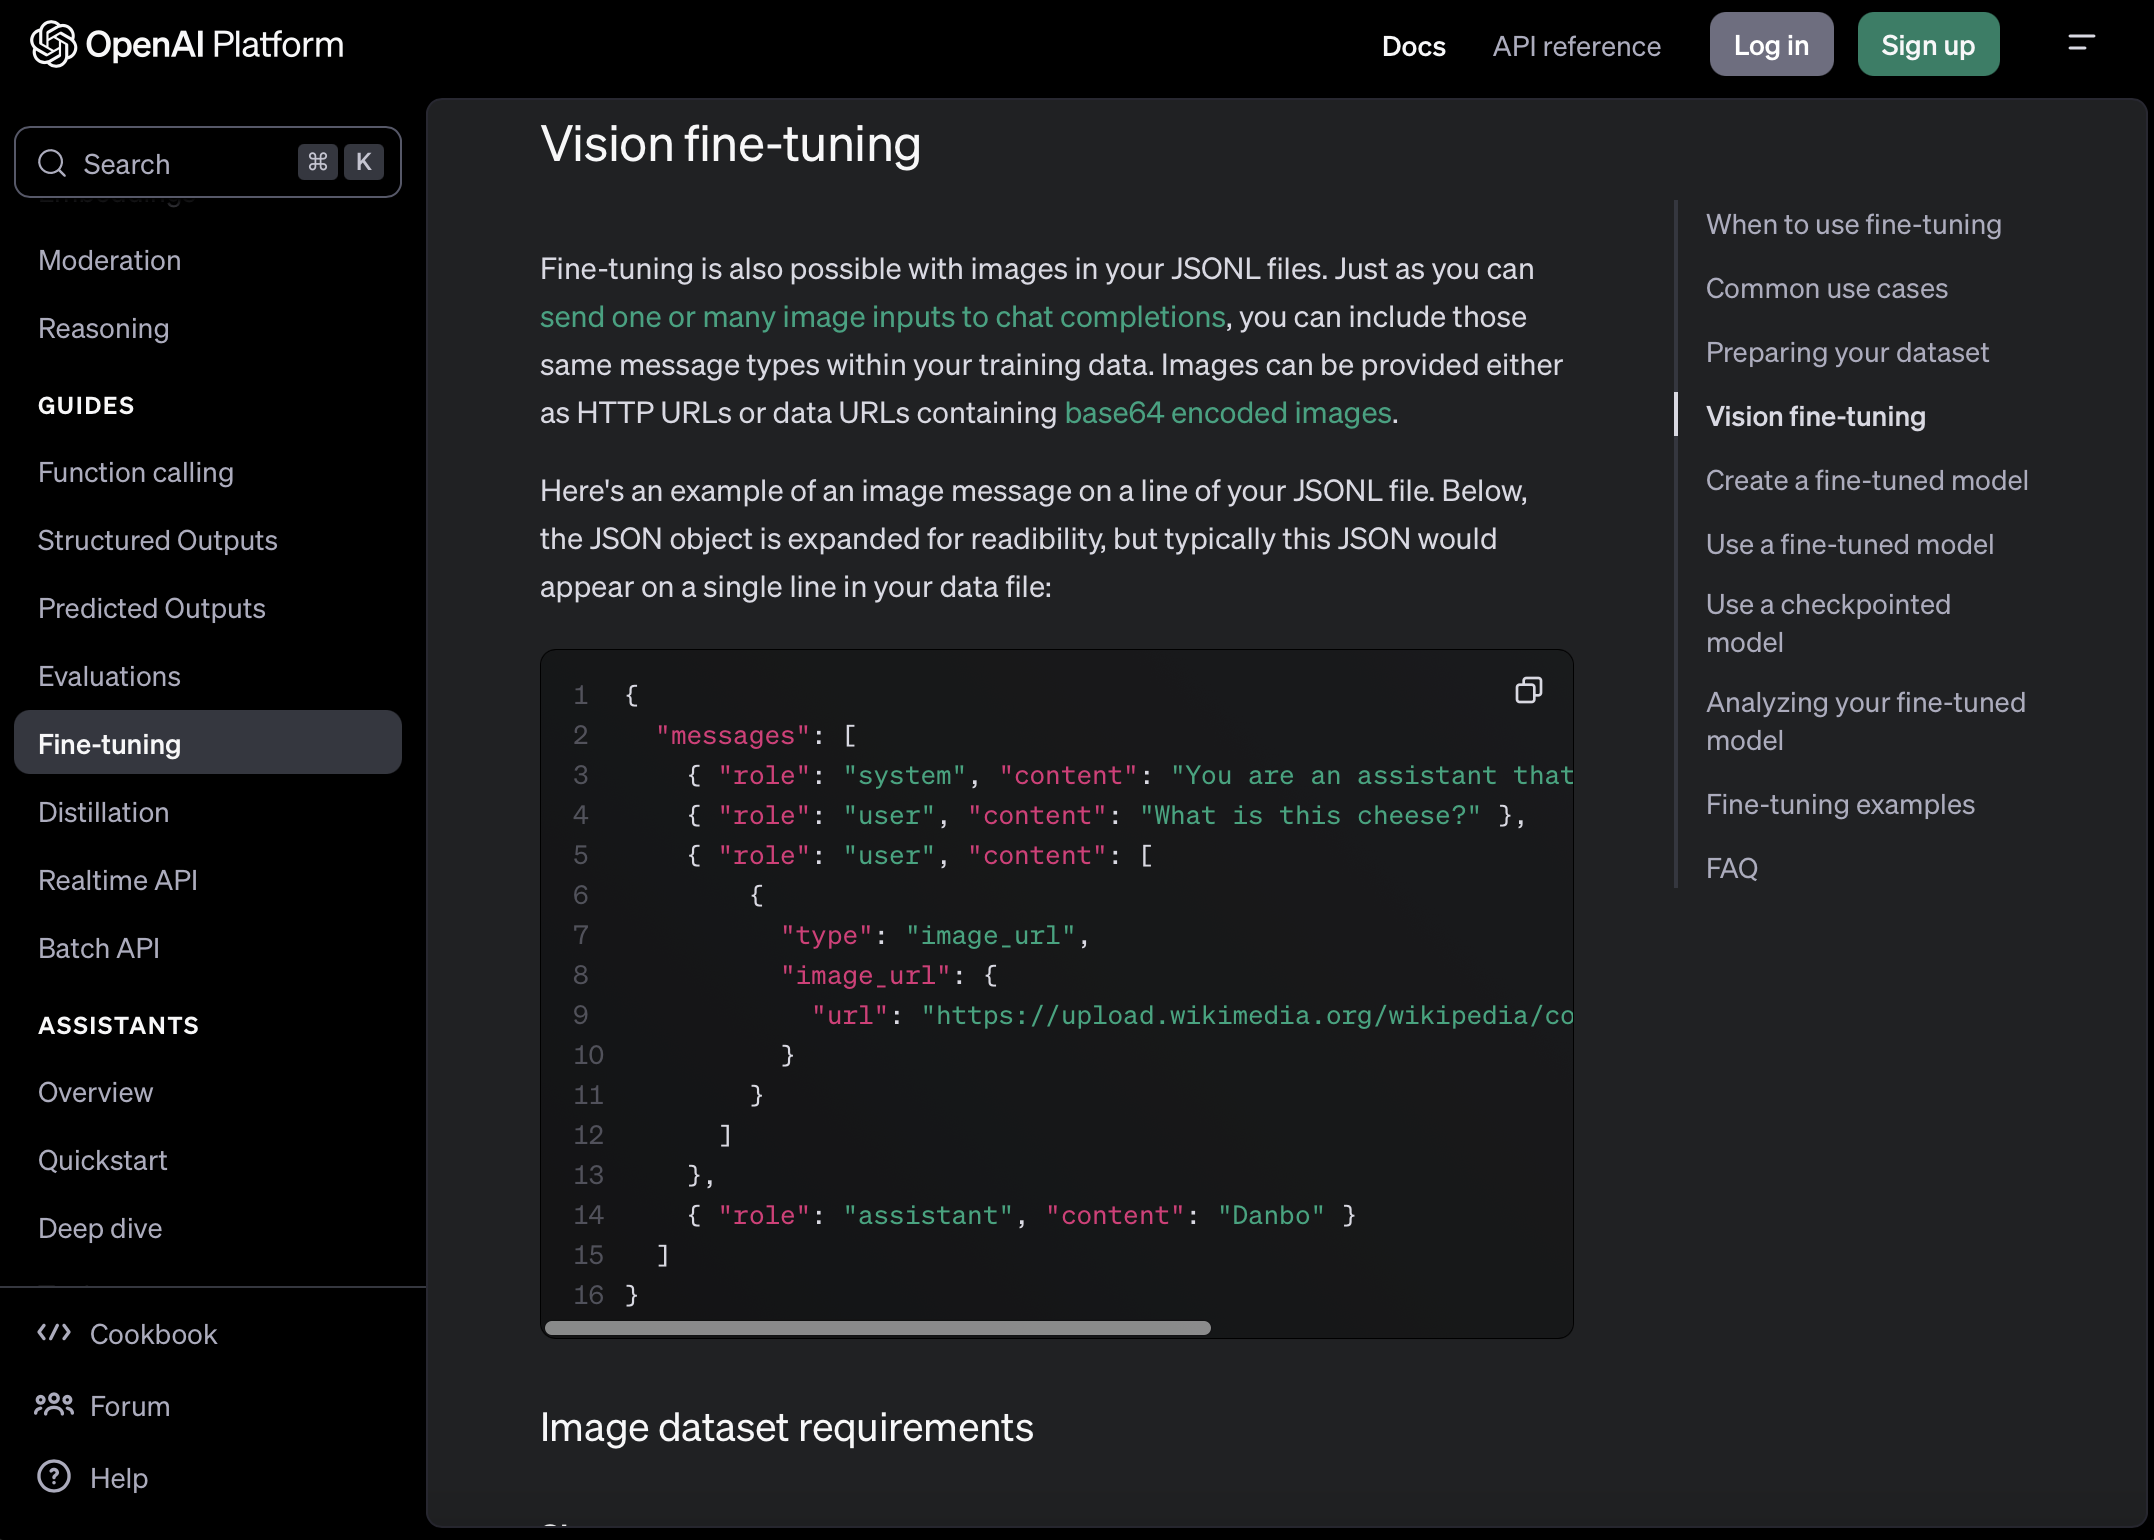 OpenAI Platform
Docs
API reference
Log in
Sign up
Search
⌘ K
Moderation
Reasoning
GUIDES
Function calling
Structured Outputs
Predicted Outputs
Evaluations
Fine-tuning
Distillation
Realtime API
Batch API
ASSISTANTS
Overview
Quickstart
Deep dive
Cookbook
Forum
Help
Vision fine-tuning
Fine-tuning is also possible with images in your JSONL files. Just as you can
send one or many image inputs to chat completions, you can include those
same message types within your training data. Images can be provided either
as HTTP URLs or data URLs containing base64 encoded images.
Here's an example of an image message on a line of your JSONL file. Below,
the JSON object is expanded for readibility, but typically this JSON would
appear on a single line in your data file:
1 {
2 "messages": [
3 { "role": "system", "content": "You are an assistant that
4 { "role": "user", "content": "What is this cheese?" },
5 { "role": "user", "content": [
6 {
7 "type": "image_url",
8 "image_url": {
9 "url": "https://upload.wikimedia.org/wikipedia/co
10 }
11 }
12 ]
13 },
14 { "role": "assistant", "content": "Danbo" }
15 ]
16 }
Image dataset requirements
When to use fine-tuning
Common use cases
Preparing your dataset
Vision fine-tuning
Create a fine-tuned model
Use a fine-tuned model
Use a checkpointed
model
Analyzing your fine-tuned
model
Fine-tuning examples
FAQ